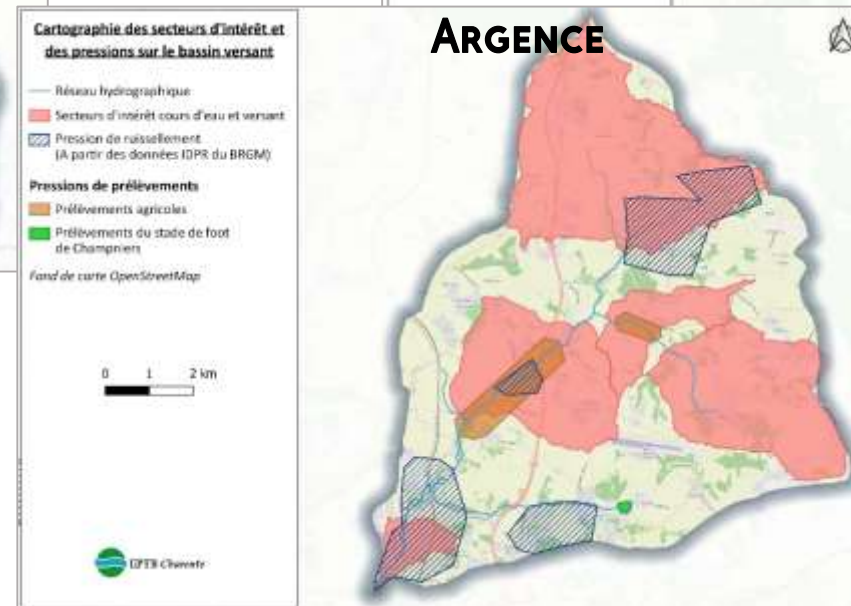 Cartographie des secteurs d'intérêt et
des pressions sur le bassin versant
Réseau hydrographique
Secteurs d'intérêt cours d'eau et versant
Pression de ruissellement
(A partir des données IDPR du BRGM)
Pressions de prélèvements
Prélèvements agricoles
Prélèvements du stade de foot
de Champniers
Fond de carte OpenStreetMap
0 1 2 km
EPTB Charente
ARGENCE